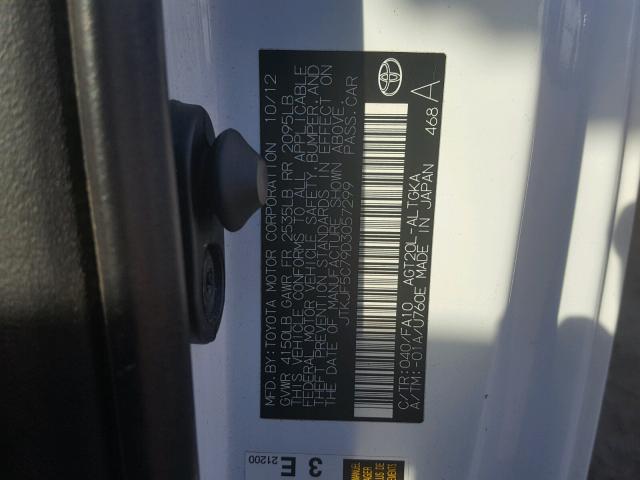 MFD.BY:TOYOTA MOTOR CORPORATION 10/12
GVWR 4150LB GAWR FR 2535LB RR 2095LB
THIS VEHICLE CONFORMS TO ALL APPLICABLE
FEDERAL MOTOR VEHICLE SAFETY, BUMPER, AND
THEFT PREVENTION STANDARDS IN EFFECT ON
THE DATE OF MANUFACTURE SHOWN ABOVE.
JTKJF5C79D3057299 PASS.CAR
C/TR:040/FA10 AGT20L-ALTGKA
A/TM:-01A/U760E MADE IN JAPAN
468 A
3 E
21200